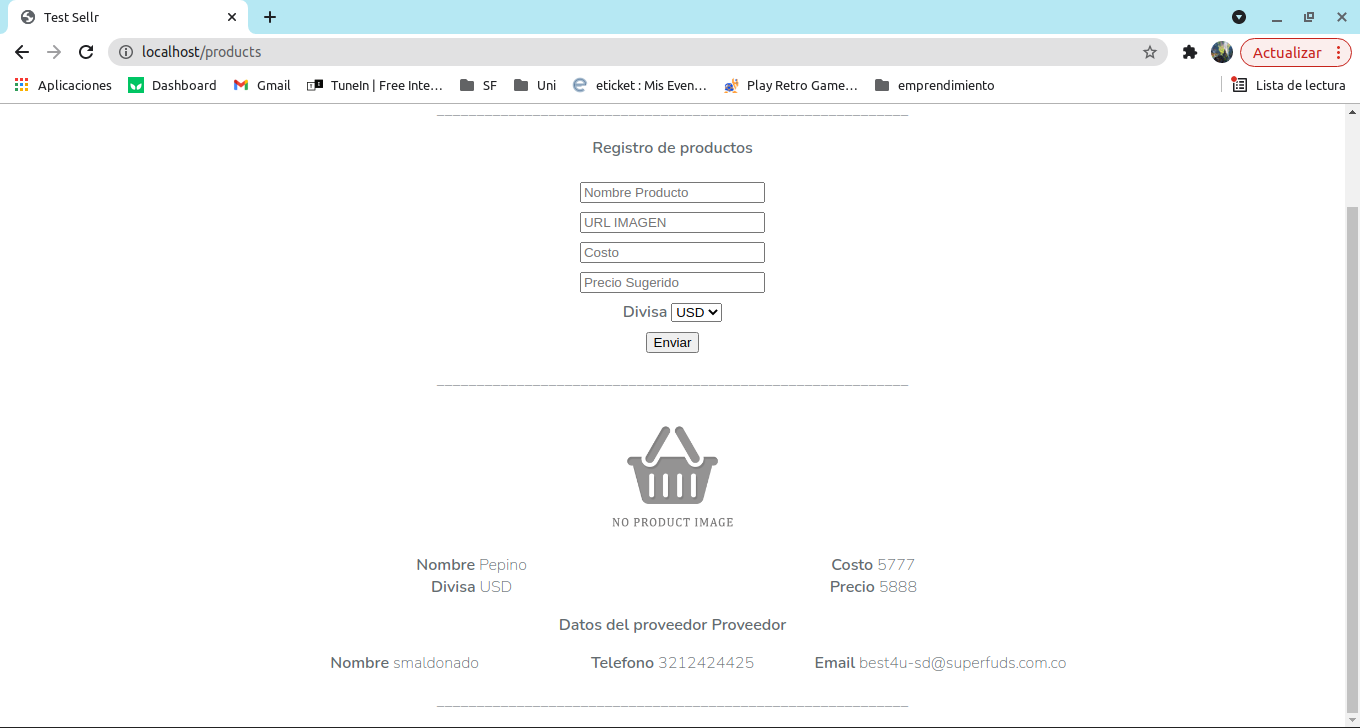 Test Sellr
localhost/products
Actualizar
Aplicaciones Dashboard Gmail TuneIn | Free Inte… SF Uni eticket : Mis Even… Play Retro Game… emprendimiento Lista de lectura
Registro de productos
Nombre Producto
URL IMAGEN
Costo
Precio Sugerido
Divisa USD
Enviar
NO PRODUCT IMAGE
Nombre Pepino Costo 5777
Divisa USD Precio 5888
Datos del proveedor Proveedor
Nombre smaldonado Telefono 3212424425 Email best4u-sd@superfuds.com.co